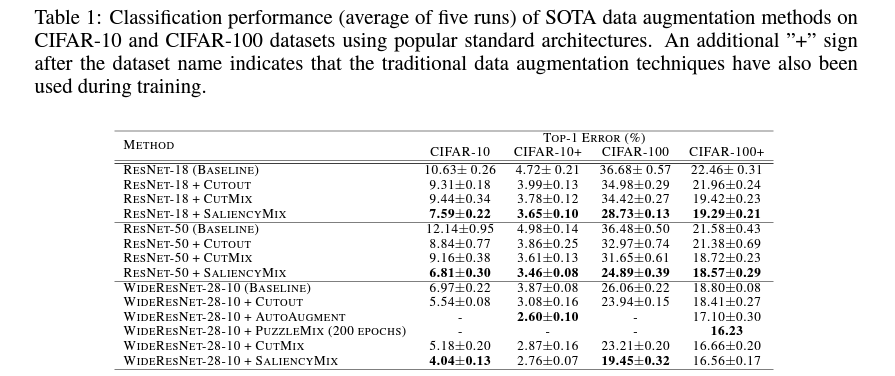 Table 1: Classification performance (average of five runs) of SOTA data augmentation methods on
CIFAR-10 and CIFAR-100 datasets using popular standard architectures. An additional ”+” sign
after the dataset name indicates that the traditional data augmentation techniques have also been
used during training.
METHOD TOP-1 ERROR (%)
CIFAR-10 CIFAR-10+ CIFAR-100 CIFAR-100+
RESNET-18 (BASELINE) 10.63± 0.26 4.72± 0.21 36.68± 0.57 22.46± 0.31
RESNET-18 + CUTOUT 9.31±0.18 3.99±0.13 34.98±0.29 21.96±0.24
RESNET-18 + CUTMIX 9.44±0.34 3.78±0.12 34.42±0.27 19.42±0.23
RESNET-18 + SALIENCYMIX 7.59±0.22 3.65±0.10 28.73±0.13 19.29±0.21
RESNET-50 (BASELINE) 12.14±0.95 4.98±0.14 36.48±0.50 21.58±0.43
RESNET-50 + CUTOUT 8.84±0.77 3.86±0.25 32.97±0.74 21.38±0.69
RESNET-50 + CUTMIX 9.16±0.38 3.61±0.13 31.65±0.61 18.72±0.23
RESNET-50 + SALIENCYMIX 6.81±0.30 3.46±0.08 24.89±0.39 18.57±0.29
WIDERESNET-28-10 (BASELINE) 6.97±0.22 3.87±0.08 26.06±0.22 18.80±0.08
WIDERESNET-28-10 + CUTOUT 5.54±0.08 3.08±0.16 23.94±0.15 18.41±0.27
WIDERESNET-28-10 + AUTOAUGMENT - 2.60±0.10 - 17.10±0.30
WIDERESNET-28-10 + PUZZLEMIX (200 EPOCHS) - - - 16.23
WIDERESNET-28-10 + CUTMIX 5.18±0.20 2.87±0.16 23.21±0.20 16.66±0.20
WIDERESNET-28-10 + SALIENCYMIX 4.04±0.13 2.76±0.07 19.45±0.32 16.56±0.17